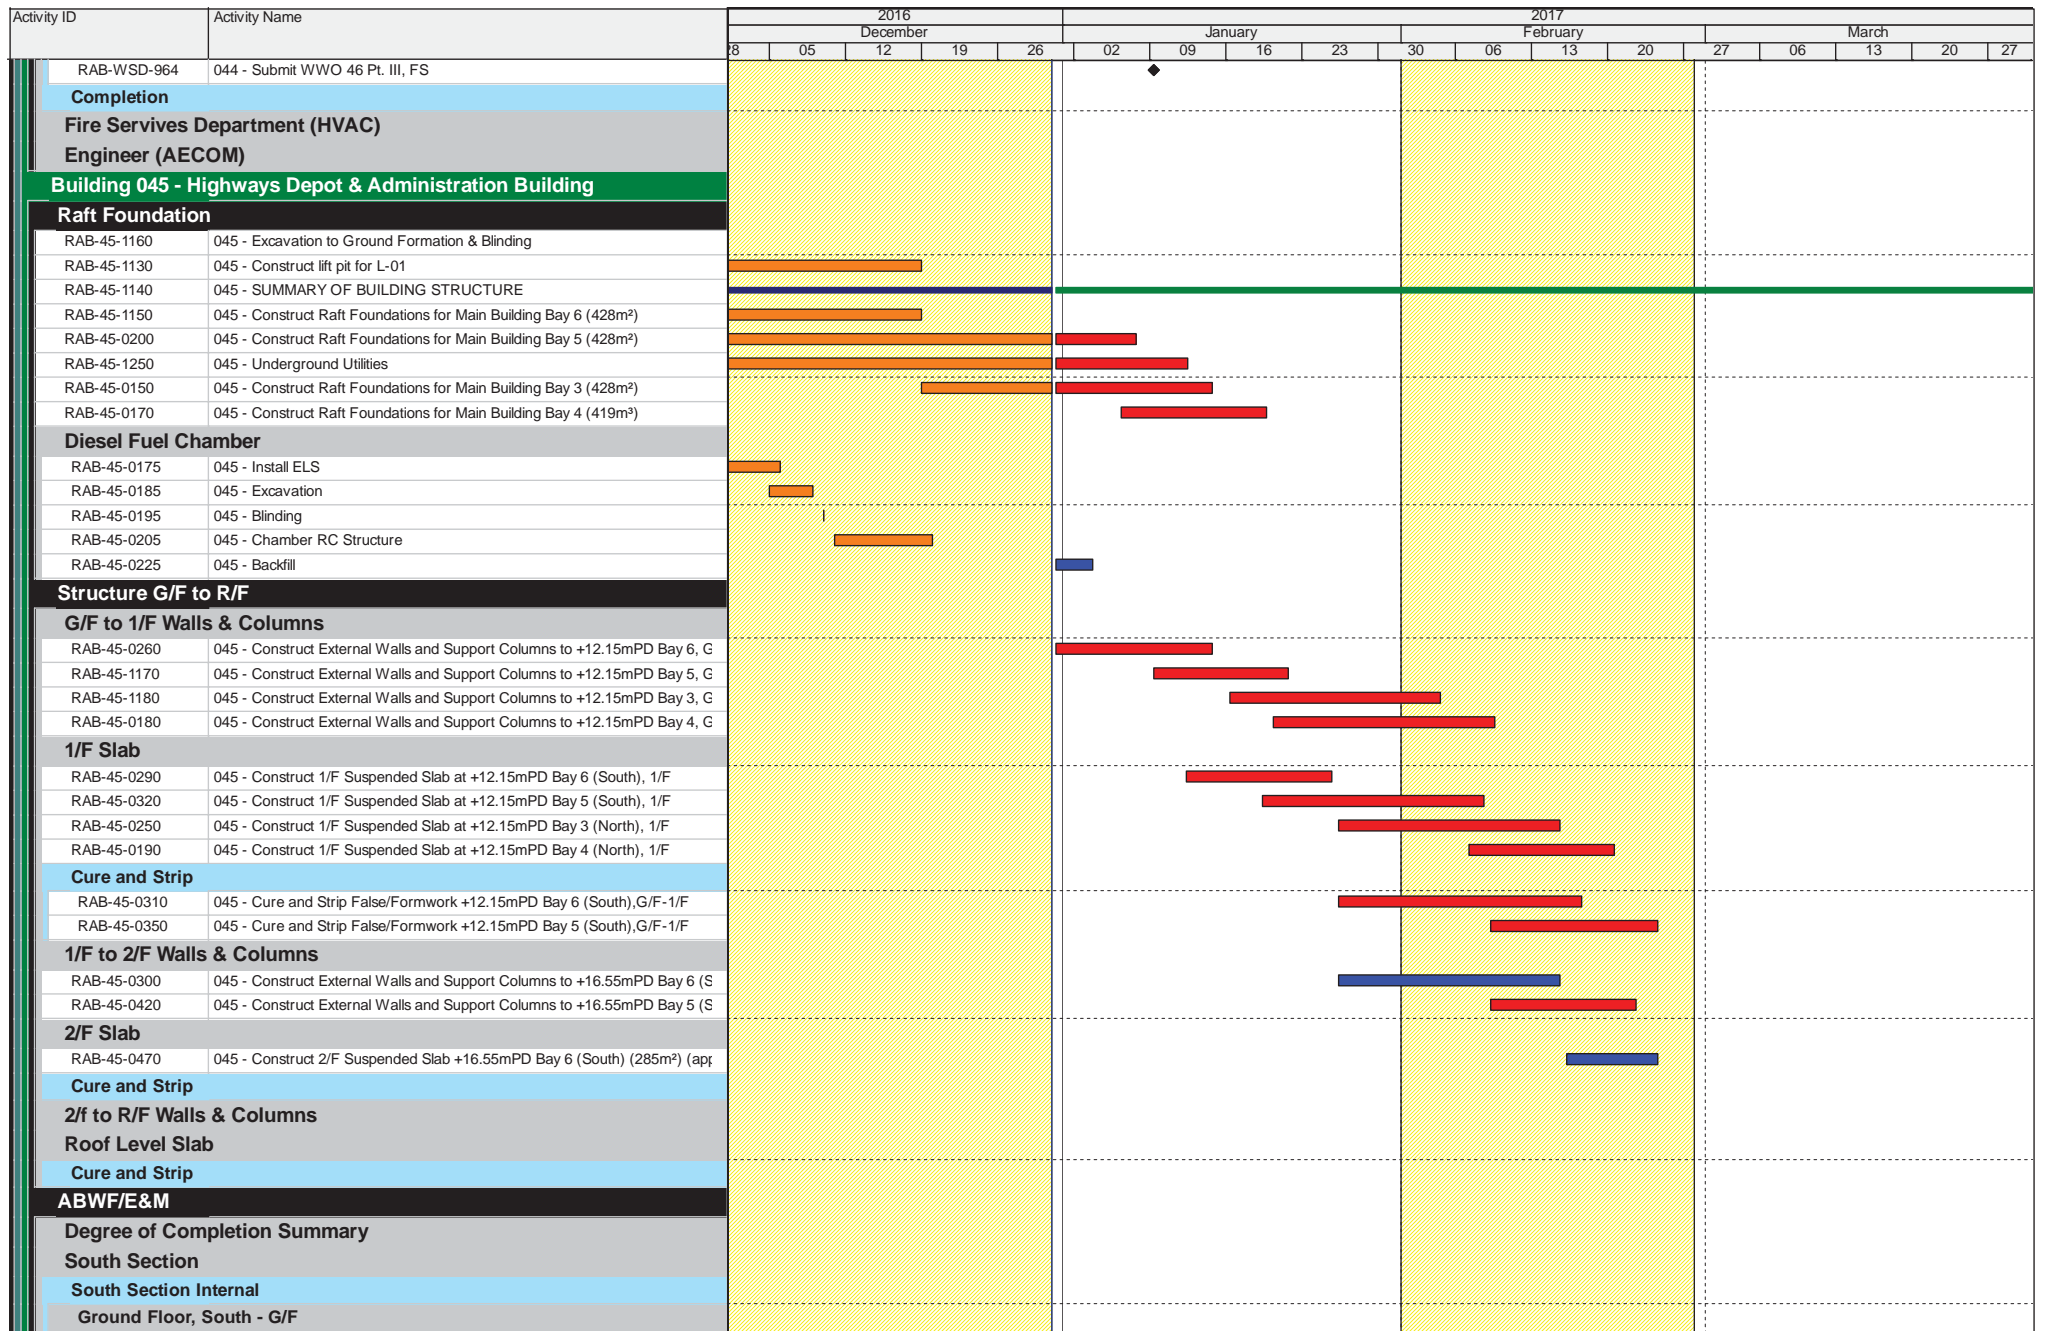 Activity ID Activity Name 2016 2017
December January February March
28 05 12 19 26 02 09 16 23 30 06 13 20 27 06 13 20 27
RAB-WSD-964 044 - Submit WWO 46 Pt. III, FS
Completion
Fire Servives Department (HVAC)
Engineer (AECOM)
Building 045 - Highways Depot & Administration Building
Raft Foundation
RAB-45-1160 045 - Excavation to Ground Formation & Blinding
RAB-45-1130 045 - Construct lift pit for L-01
RAB-45-1140 045 - SUMMARY OF BUILDING STRUCTURE
RAB-45-1150 045 - Construct Raft Foundations for Main Building Bay 6 (428m²)
RAB-45-0200 045 - Construct Raft Foundations for Main Building Bay 5 (428m²)
RAB-45-1250 045 - Underground Utilities
RAB-45-0150 045 - Construct Raft Foundations for Main Building Bay 3 (428m²)
RAB-45-0170 045 - Construct Raft Foundations for Main Building Bay 4 (419m³)
Diesel Fuel Chamber
RAB-45-0175 045 - Install ELS
RAB-45-0185 045 - Excavation
RAB-45-0195 045 - Blinding
RAB-45-0205 045 - Chamber RC Structure
RAB-45-0225 045 - Backfill
Structure G/F to R/F
G/F to 1/F Walls & Columns
RAB-45-0260 045 - Construct External Walls and Support Columns to +12.15mPD Bay 6, G
RAB-45-1170 045 - Construct External Walls and Support Columns to +12.15mPD Bay 5, G
RAB-45-1180 045 - Construct External Walls and Support Columns to +12.15mPD Bay 3, G
RAB-45-0180 045 - Construct External Walls and Support Columns to +12.15mPD Bay 4, G
1/F Slab
RAB-45-0290 045 - Construct 1/F Suspended Slab at +12.15mPD Bay 6 (South), 1/F
RAB-45-0320 045 - Construct 1/F Suspended Slab at +12.15mPD Bay 5 (South), 1/F
RAB-45-0250 045 - Construct 1/F Suspended Slab at +12.15mPD Bay 3 (North), 1/F
RAB-45-0190 045 - Construct 1/F Suspended Slab at +12.15mPD Bay 4 (North), 1/F
Cure and Strip
RAB-45-0310 045 - Cure and Strip False/Formwork +12.15mPD Bay 6 (South),G/F-1/F
RAB-45-0350 045 - Cure and Strip False/Formwork +12.15mPD Bay 5 (South),G/F-1/F
1/F to 2/F Walls & Columns
RAB-45-0300 045 - Construct External Walls and Support Columns to +16.55mPD Bay 6 (S
RAB-45-0420 045 - Construct External Walls and Support Columns to +16.55mPD Bay 5 (S
2/F Slab
RAB-45-0470 045 - Construct 2/F Suspended Slab +16.55mPD Bay 6 (South) (285m²) (app
Cure and Strip
2/f to R/F Walls & Columns
Roof Level Slab
Cure and Strip
ABWF/E&M
Degree of Completion Summary
South Section
South Section Internal
Ground Floor, South - G/F